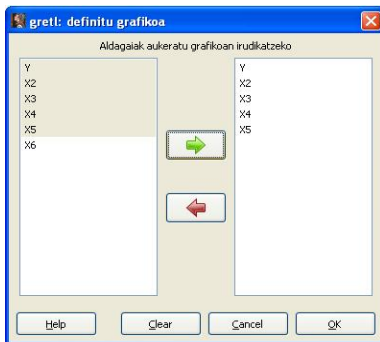 gretl: definitu grafikoa
Aldagaiak aukeratu grafikoan irudikatzeko
Y
X2
X3
X4
X5
X6
Y
X2
X3
X4
X5
Help
Clear
Cancel
OK